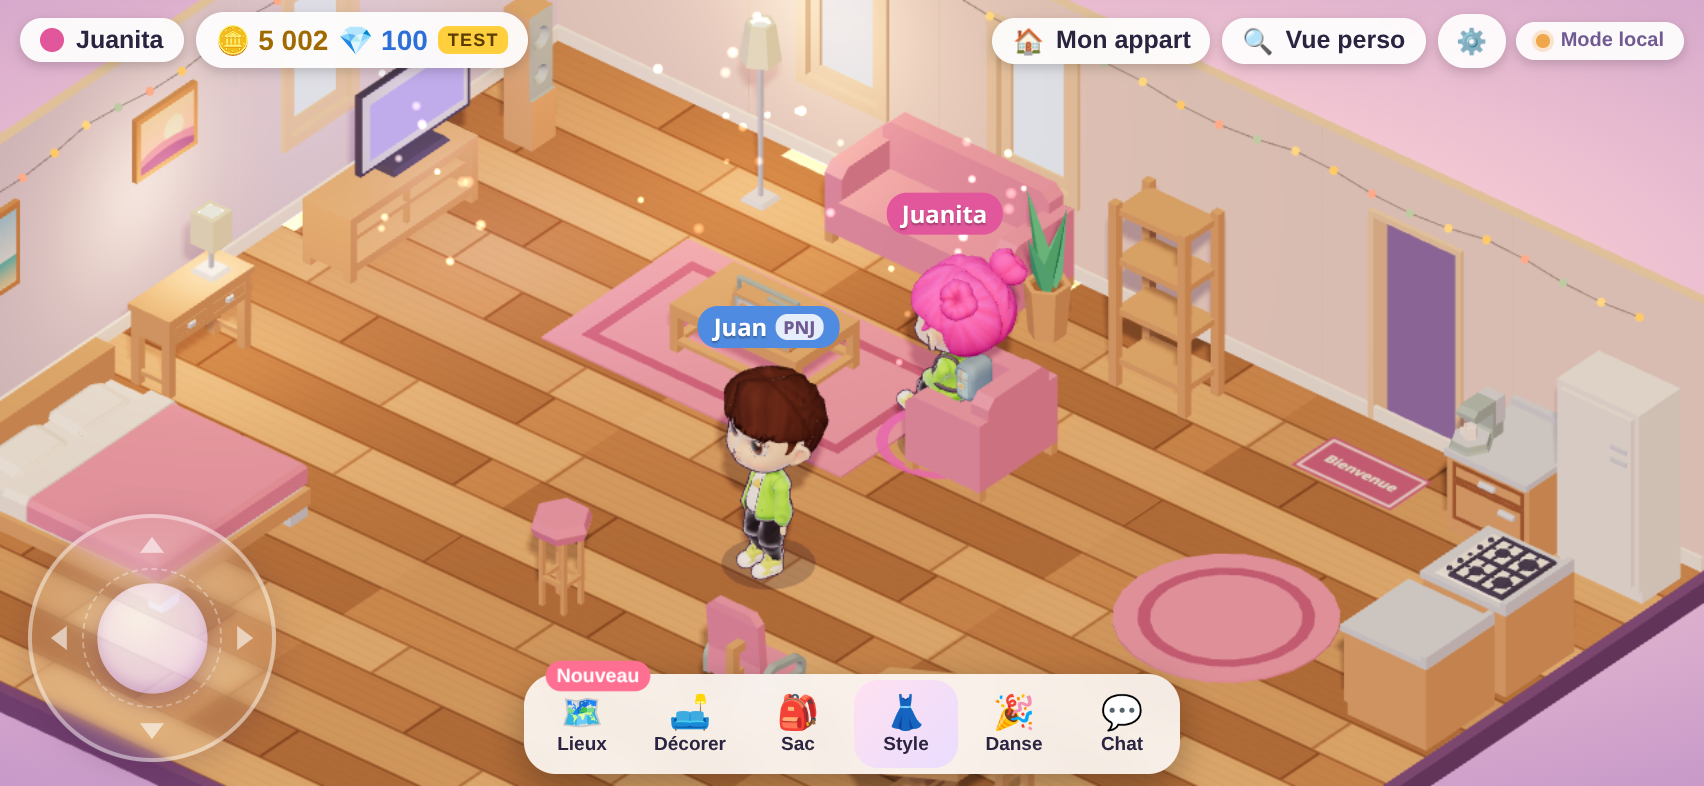 Juanita
5 002
100
TEST
Mon appart
Vue perso
Mode local
Juanita
Juan PNJ
Bienvenue
Nouveau
Lieux
Décorer
Sac
Style
Danse
Chat